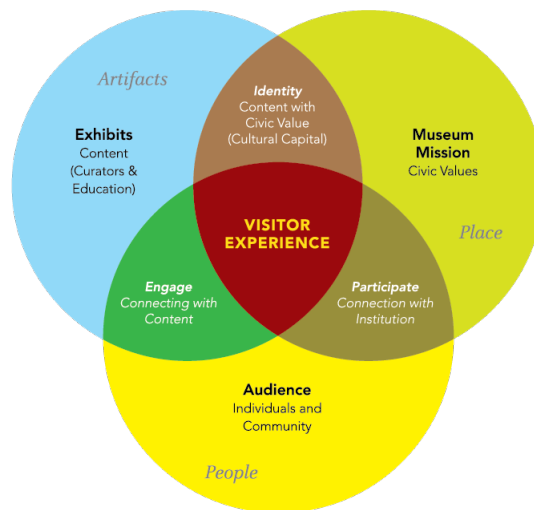 Artifacts
Exhibits
Content
(Curators &
Education)
Identity
Content with
Civic Value
(Cultural Capital)
Museum
Mission
Civic Values
Place
VISITOR
EXPERIENCE
Engage
Connecting with
Content
Participate
Connection with
Institution
Audience
Individuals and
Community
People